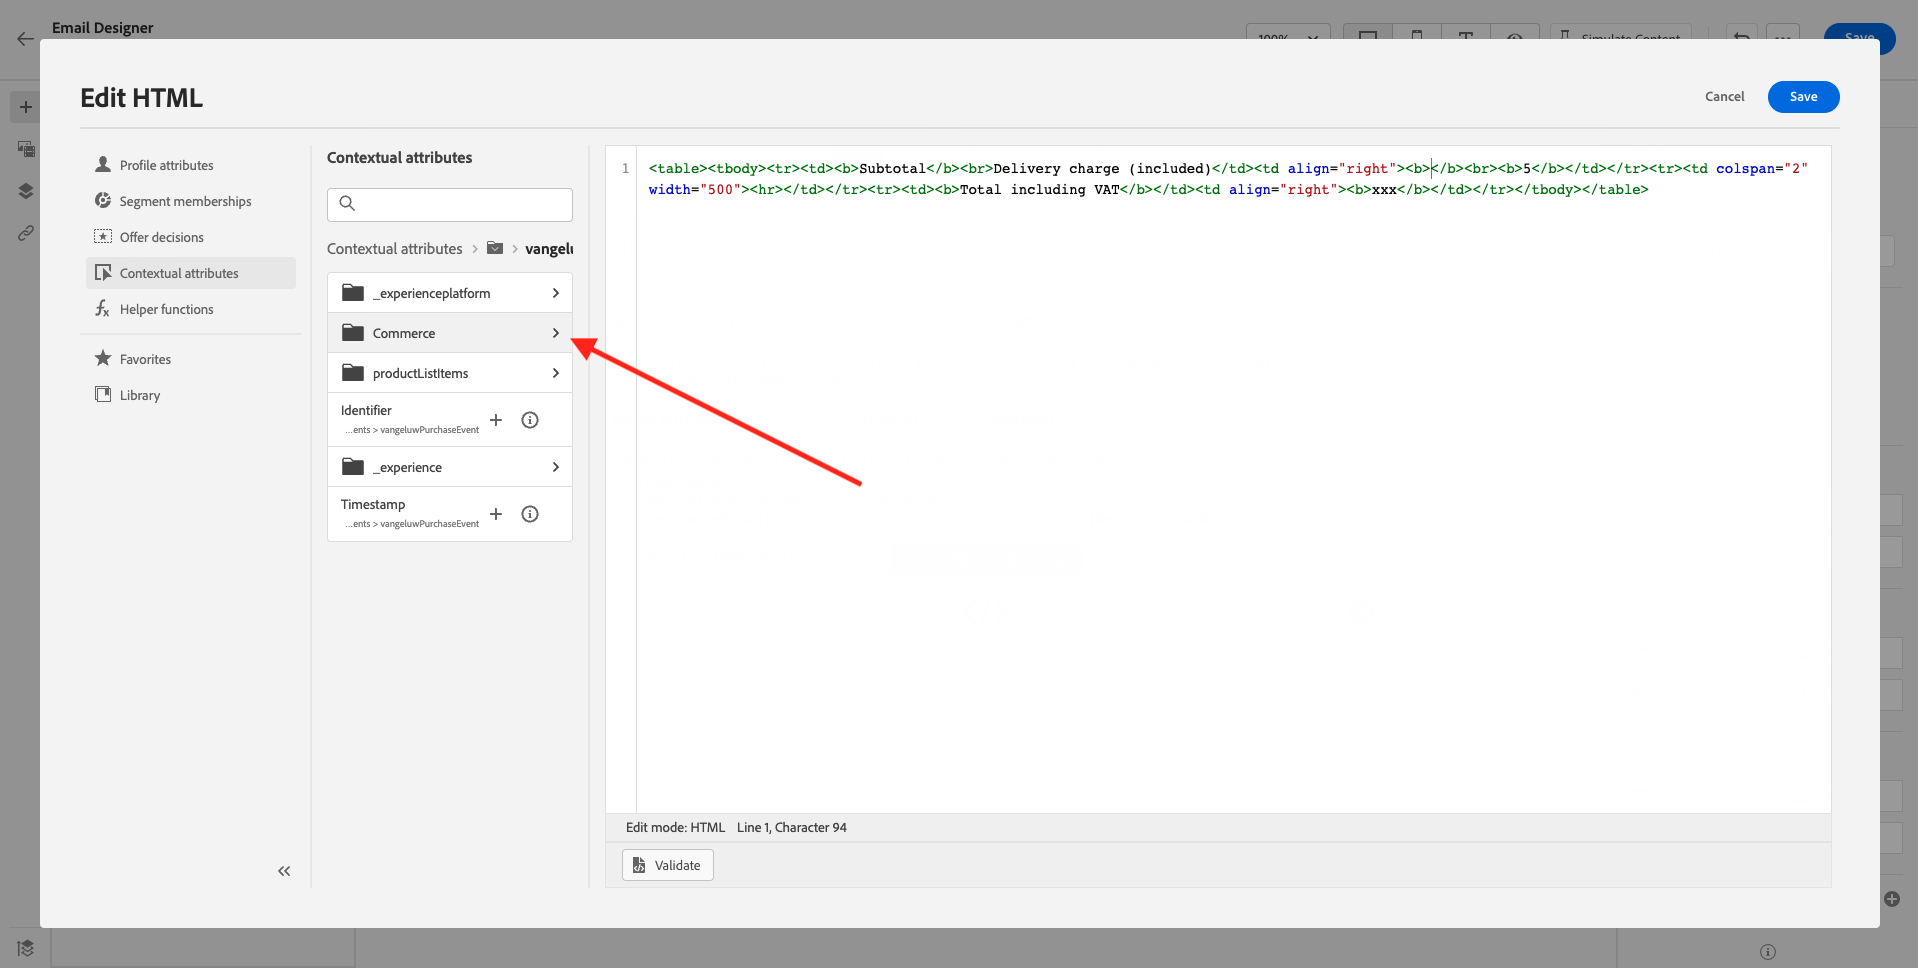 Email Designer
100%
Simulate Content
Save
Edit HTML
Cancel
Save
Profile attributes
Segment memberships
Offer decisions
Contextual attributes
Helper functions
Favorites
Library
Contextual attributes
Contextual attributes > > vangelu
_experienceplatform
Commerce
productListItems
Identifier
...ents > vangeluwPurchaseEvent
_experience
Timestamp
...ents > vangeluwPurchaseEvent
1
<table><tbody><tr><td><b>Subtotal</b><br>Delivery charge (included)</td><td align="right"><b></b><br><b>5</b></td></tr><tr><td colspan="2"
width="500"><hr></td></tr><tr><td><b>Total including VAT</b></td><td align="right"><b>xxx</b></td></tr></tbody></table>
Edit mode: HTML Line 1, Character 94
Validate